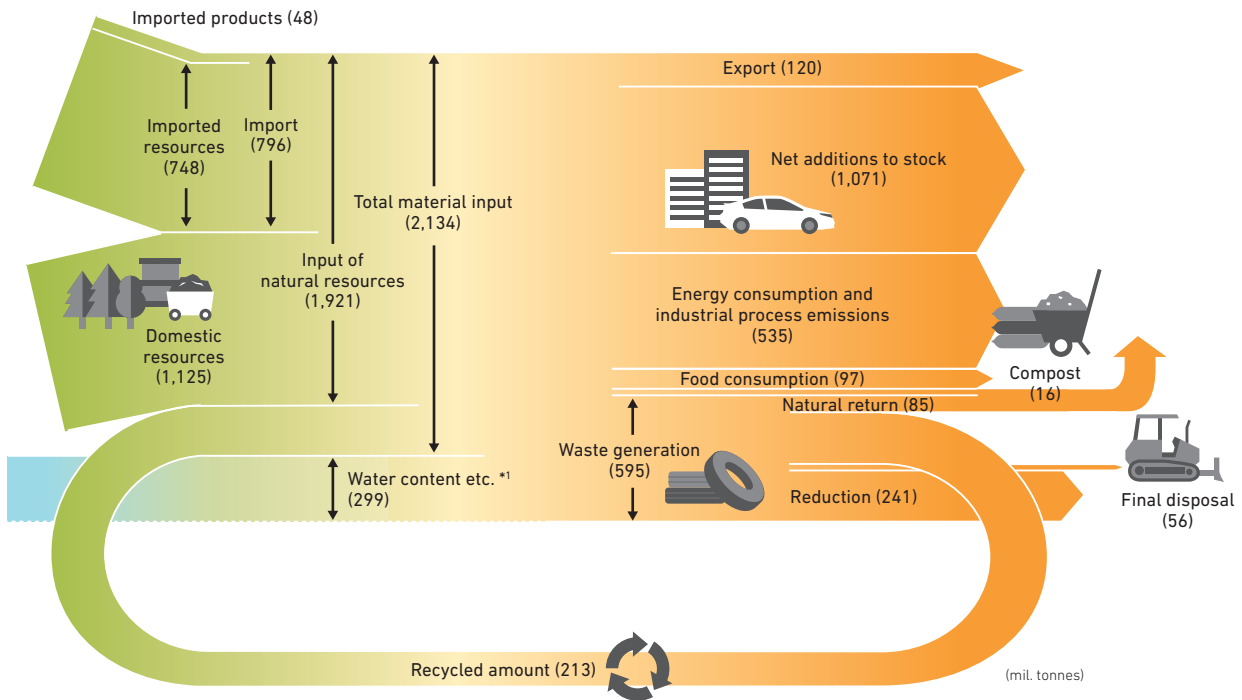 Imported products (48)
Export (120)
Imported
resources
(748)
Import
(796)
Net additions to stock
(1,071)
Total material input
(2,134)
Input of
natural resources
(1,921)
Energy consumption and
industrial process emissions
(535)
Domestic
resources
(1,125)
Food consumption (97)
Compost
(16)
Natural return (85)
Waste generation
(595)
Water content etc. *1
(299)
Reduction (241)
Final disposal
(56)
Recycled amount (213)
(mil. tonnes)